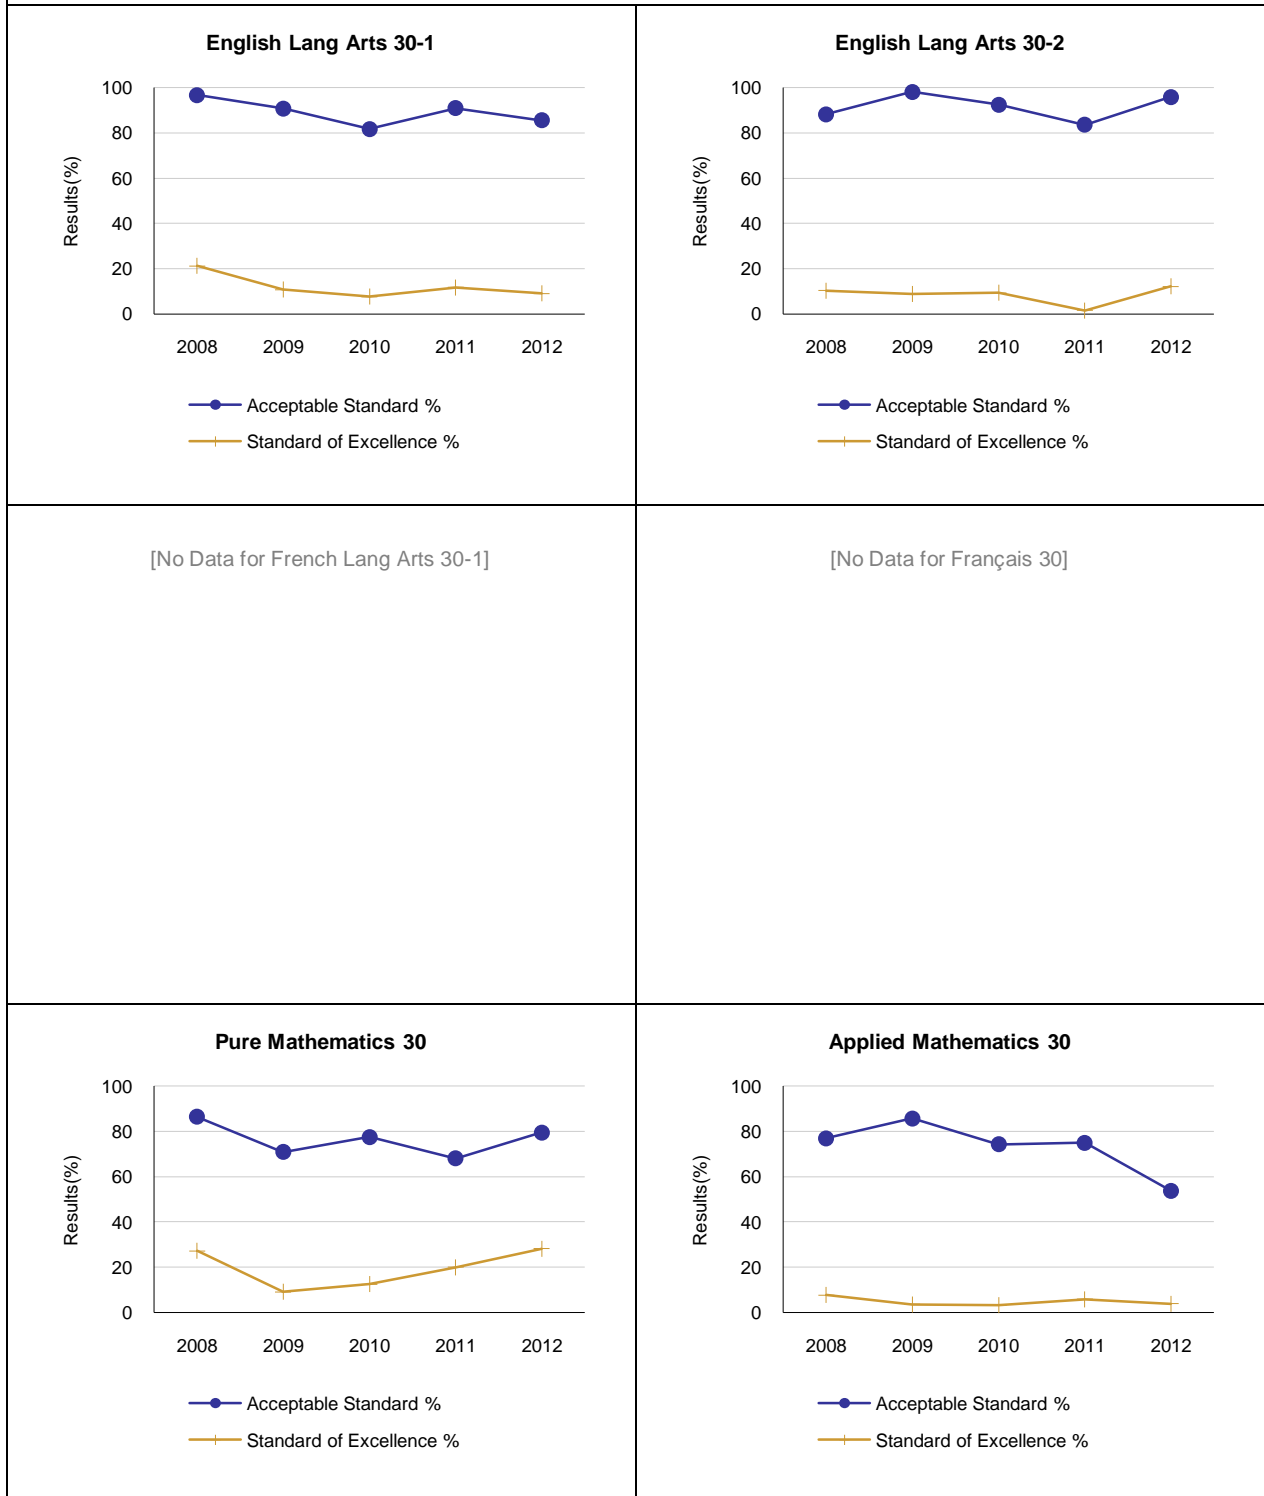 English Lang Arts 30-1
100
80
60
40
20
0
Results(%)
2008 2009 2010 2011 2012
Acceptable Standard %
Standard of Excellence %
English Lang Arts 30-2
100
80
60
40
20
0
Results(%)
2008 2009 2010 2011 2012
Acceptable Standard %
Standard of Excellence %
[No Data for French Lang Arts 30-1]
[No Data for Français 30]
Pure Mathematics 30
100
80
60
40
20
0
Results(%)
2008 2009 2010 2011 2012
Acceptable Standard %
Standard of Excellence %
Applied Mathematics 30
100
80
60
40
20
0
Results(%)
2008 2009 2010 2011 2012
Acceptable Standard %
Standard of Excellence %